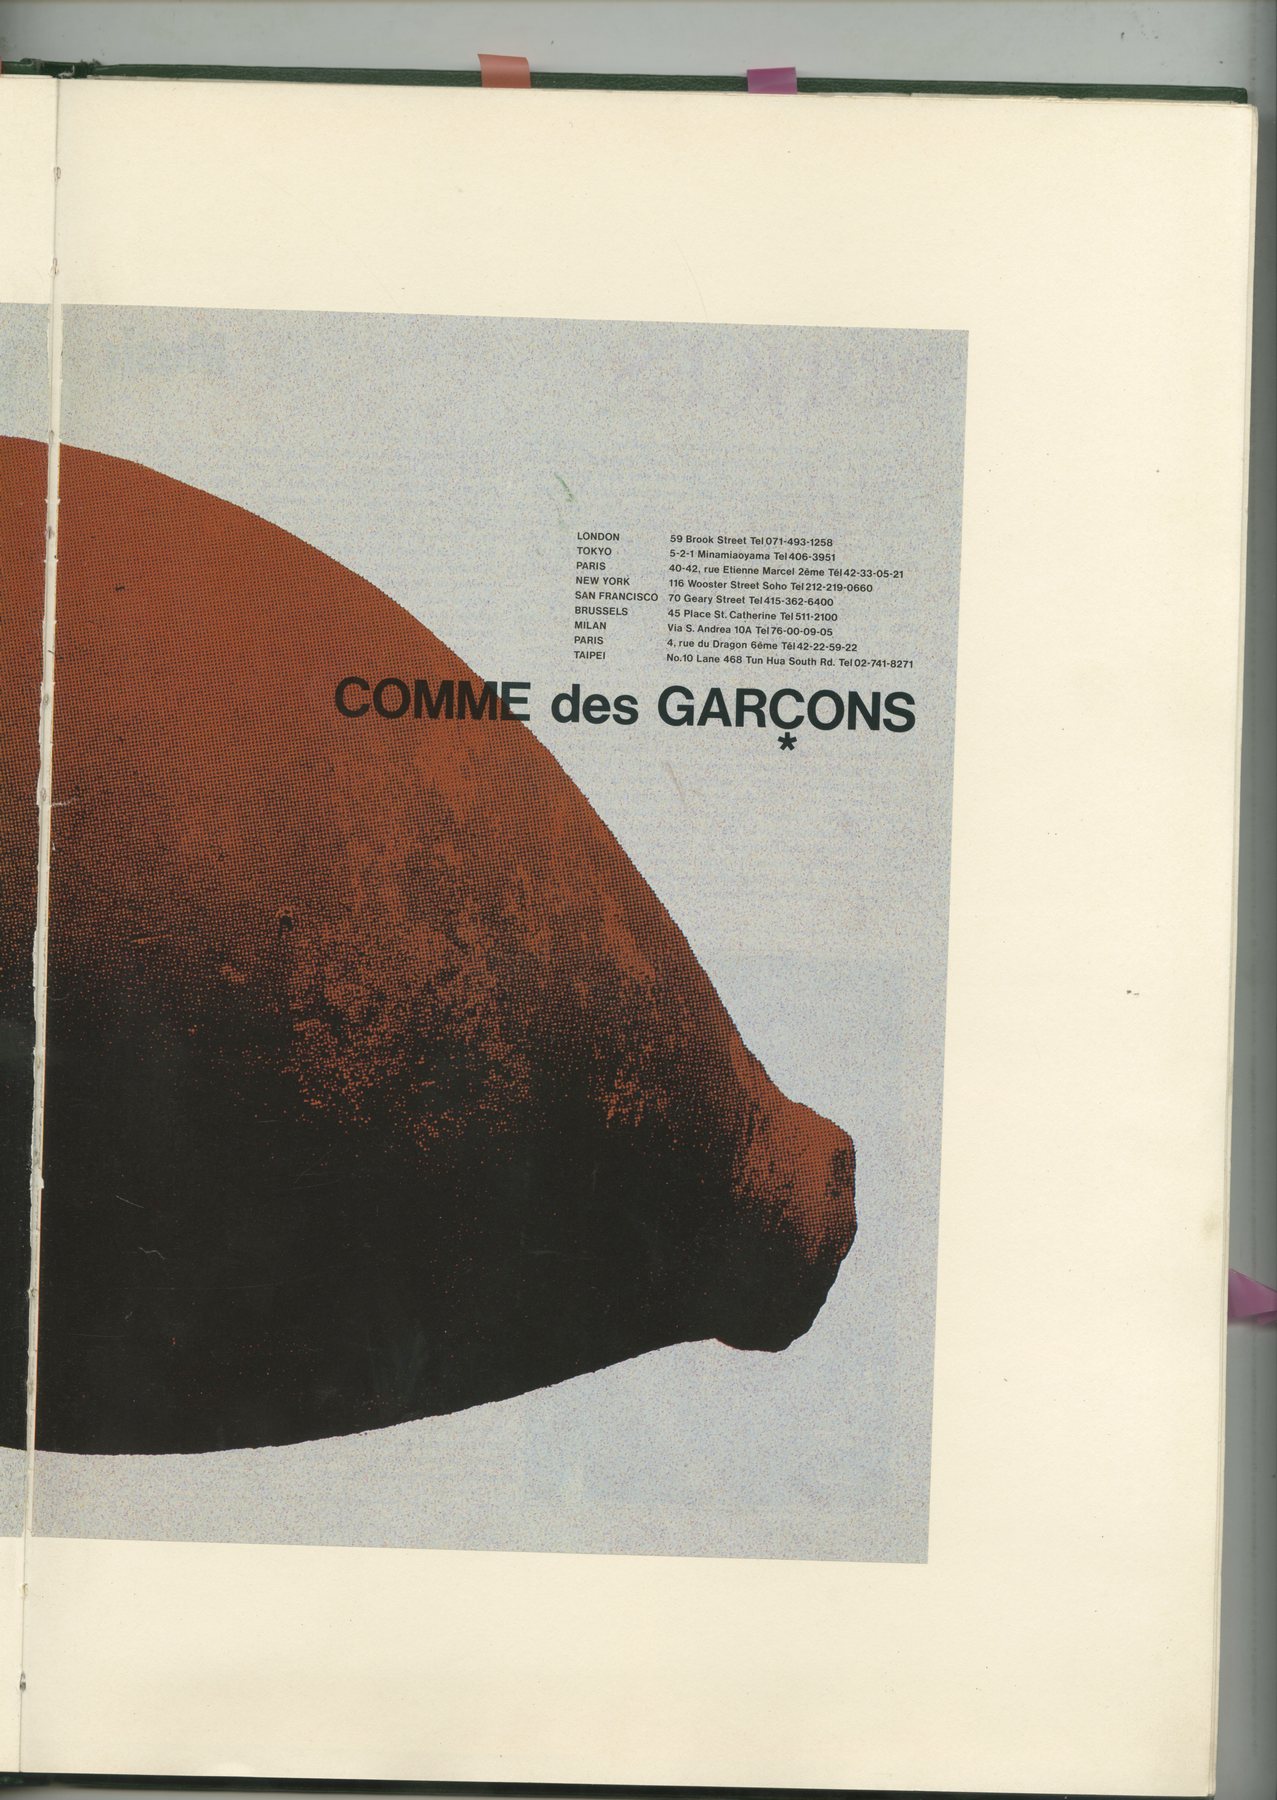 LONDON 59 Brook Street Tel 071-493-1258
TOKYO 5-2-1 Minamiaoyama Tel 406-3951
PARIS 40-42, rue Etienne Marcel 2ème Tél 42-33-05-21
NEW YORK 116 Wooster Street Soho Tel 212-219-0660
SAN FRANCISCO 70 Geary Street Tel 415-362-6400
BRUSSELS 45 Place St. Catherine Tel 511-2100
MILAN Via S. Andrea 10A Tel 76-00-09-05
PARIS 4, rue du Dragon 6ème Tél 42-22-59-22
TAIPEI No.10 Lane 468 Tun Hua South Rd. Tel 02-741-8271
COMME des GARÇONS
*